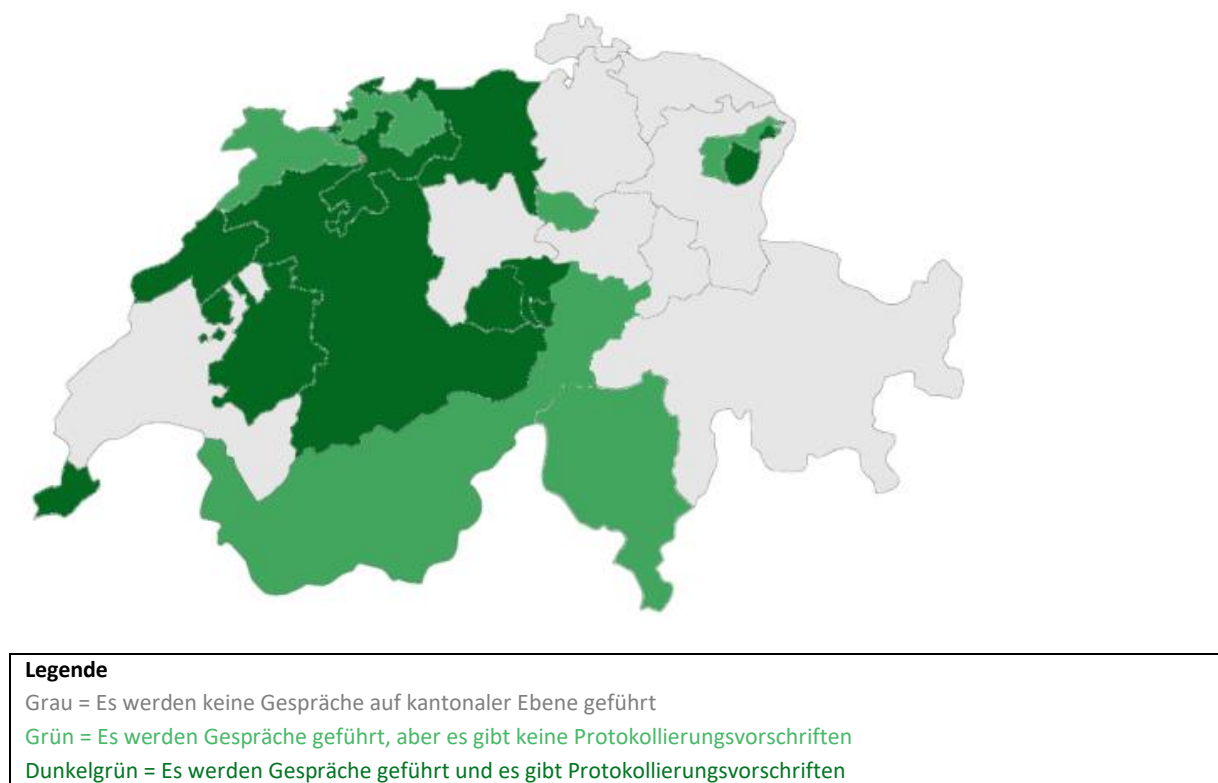 Legende
Grau = Es werden keine Gespräche auf kantonaler Ebene geführt
Grün = Es werden Gespräche geführt, aber es gibt keine Protokollierungsvorschriften
Dunkelgrün = Es werden Gespräche geführt und es gibt Protokollierungsvorschriften